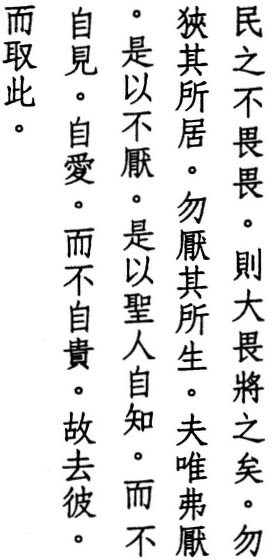 民之不畏畏。則大畏將之矣。勿
狹其所居。勿厭其所生。夫唯弗厭
。是以不厭。是以聖人自知。而不
自見。自愛。而不自貴。故去彼。
而取此。